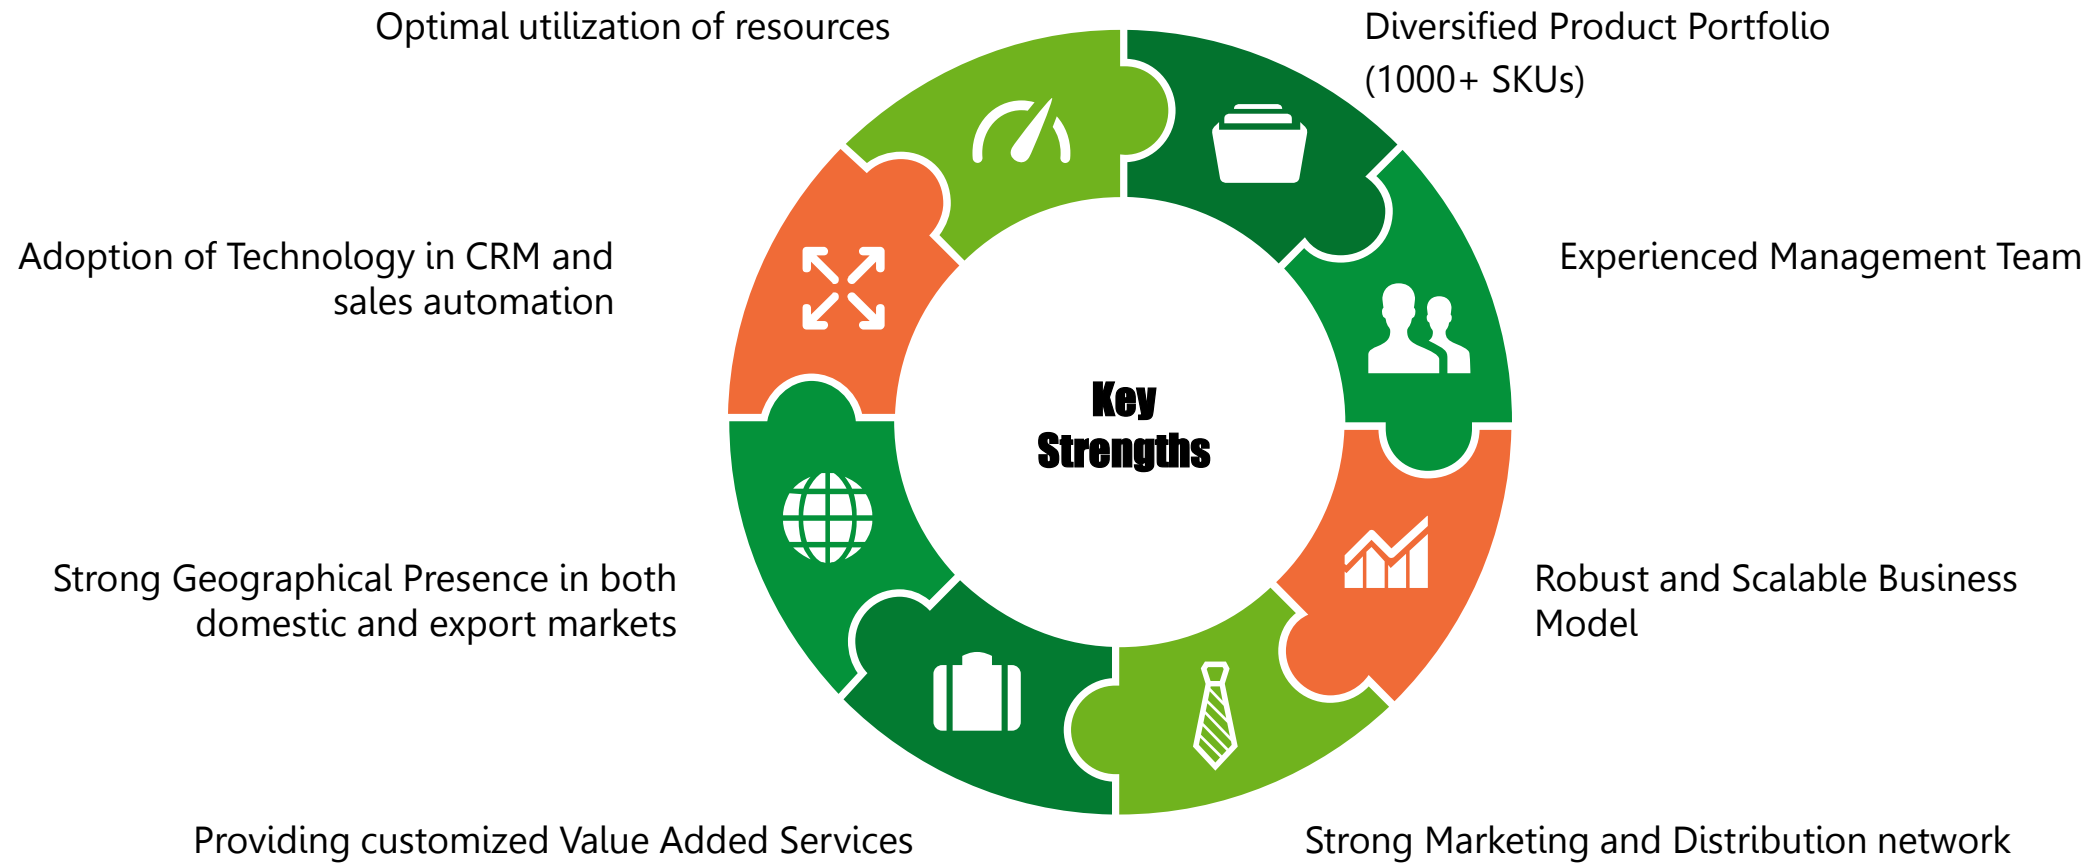 Optimal utilization of resources
Diversified Product Portfolio
(1000+ SKUs)
Adoption of Technology in CRM and
sales automation
Experienced Management Team
Key
Strengths
Strong Geographical Presence in both
domestic and export markets
Robust and Scalable Business
Model
Providing customized Value Added Services
Strong Marketing and Distribution network